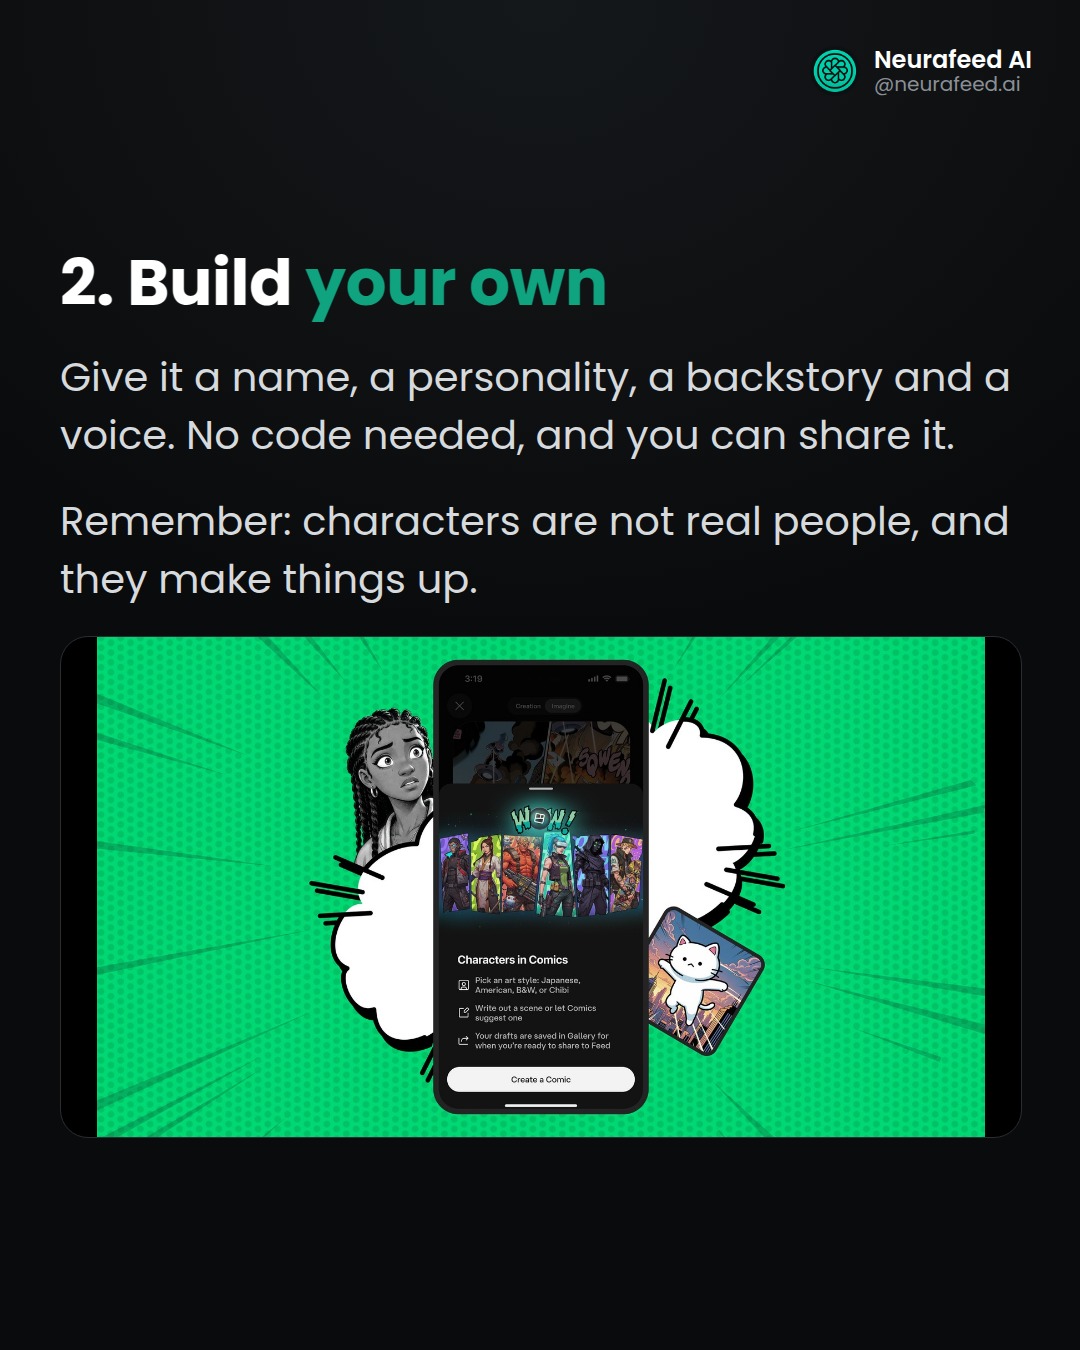 Neurafeed AI
@neurafeed.ai
2. Build your own
Give it a name, a personality, a backstory and a
voice. No code needed, and you can share it.
Remember: characters are not real people, and
they make things up.
3:19
Creation Imagine
WOW!
Characters in Comics
Pick an art style: Japanese,
American, B&W, or Chibi
Write out a scene or let Comics
suggest one
Your drafts are saved in Gallery for
when you're ready to share to Feed
Create a Comic